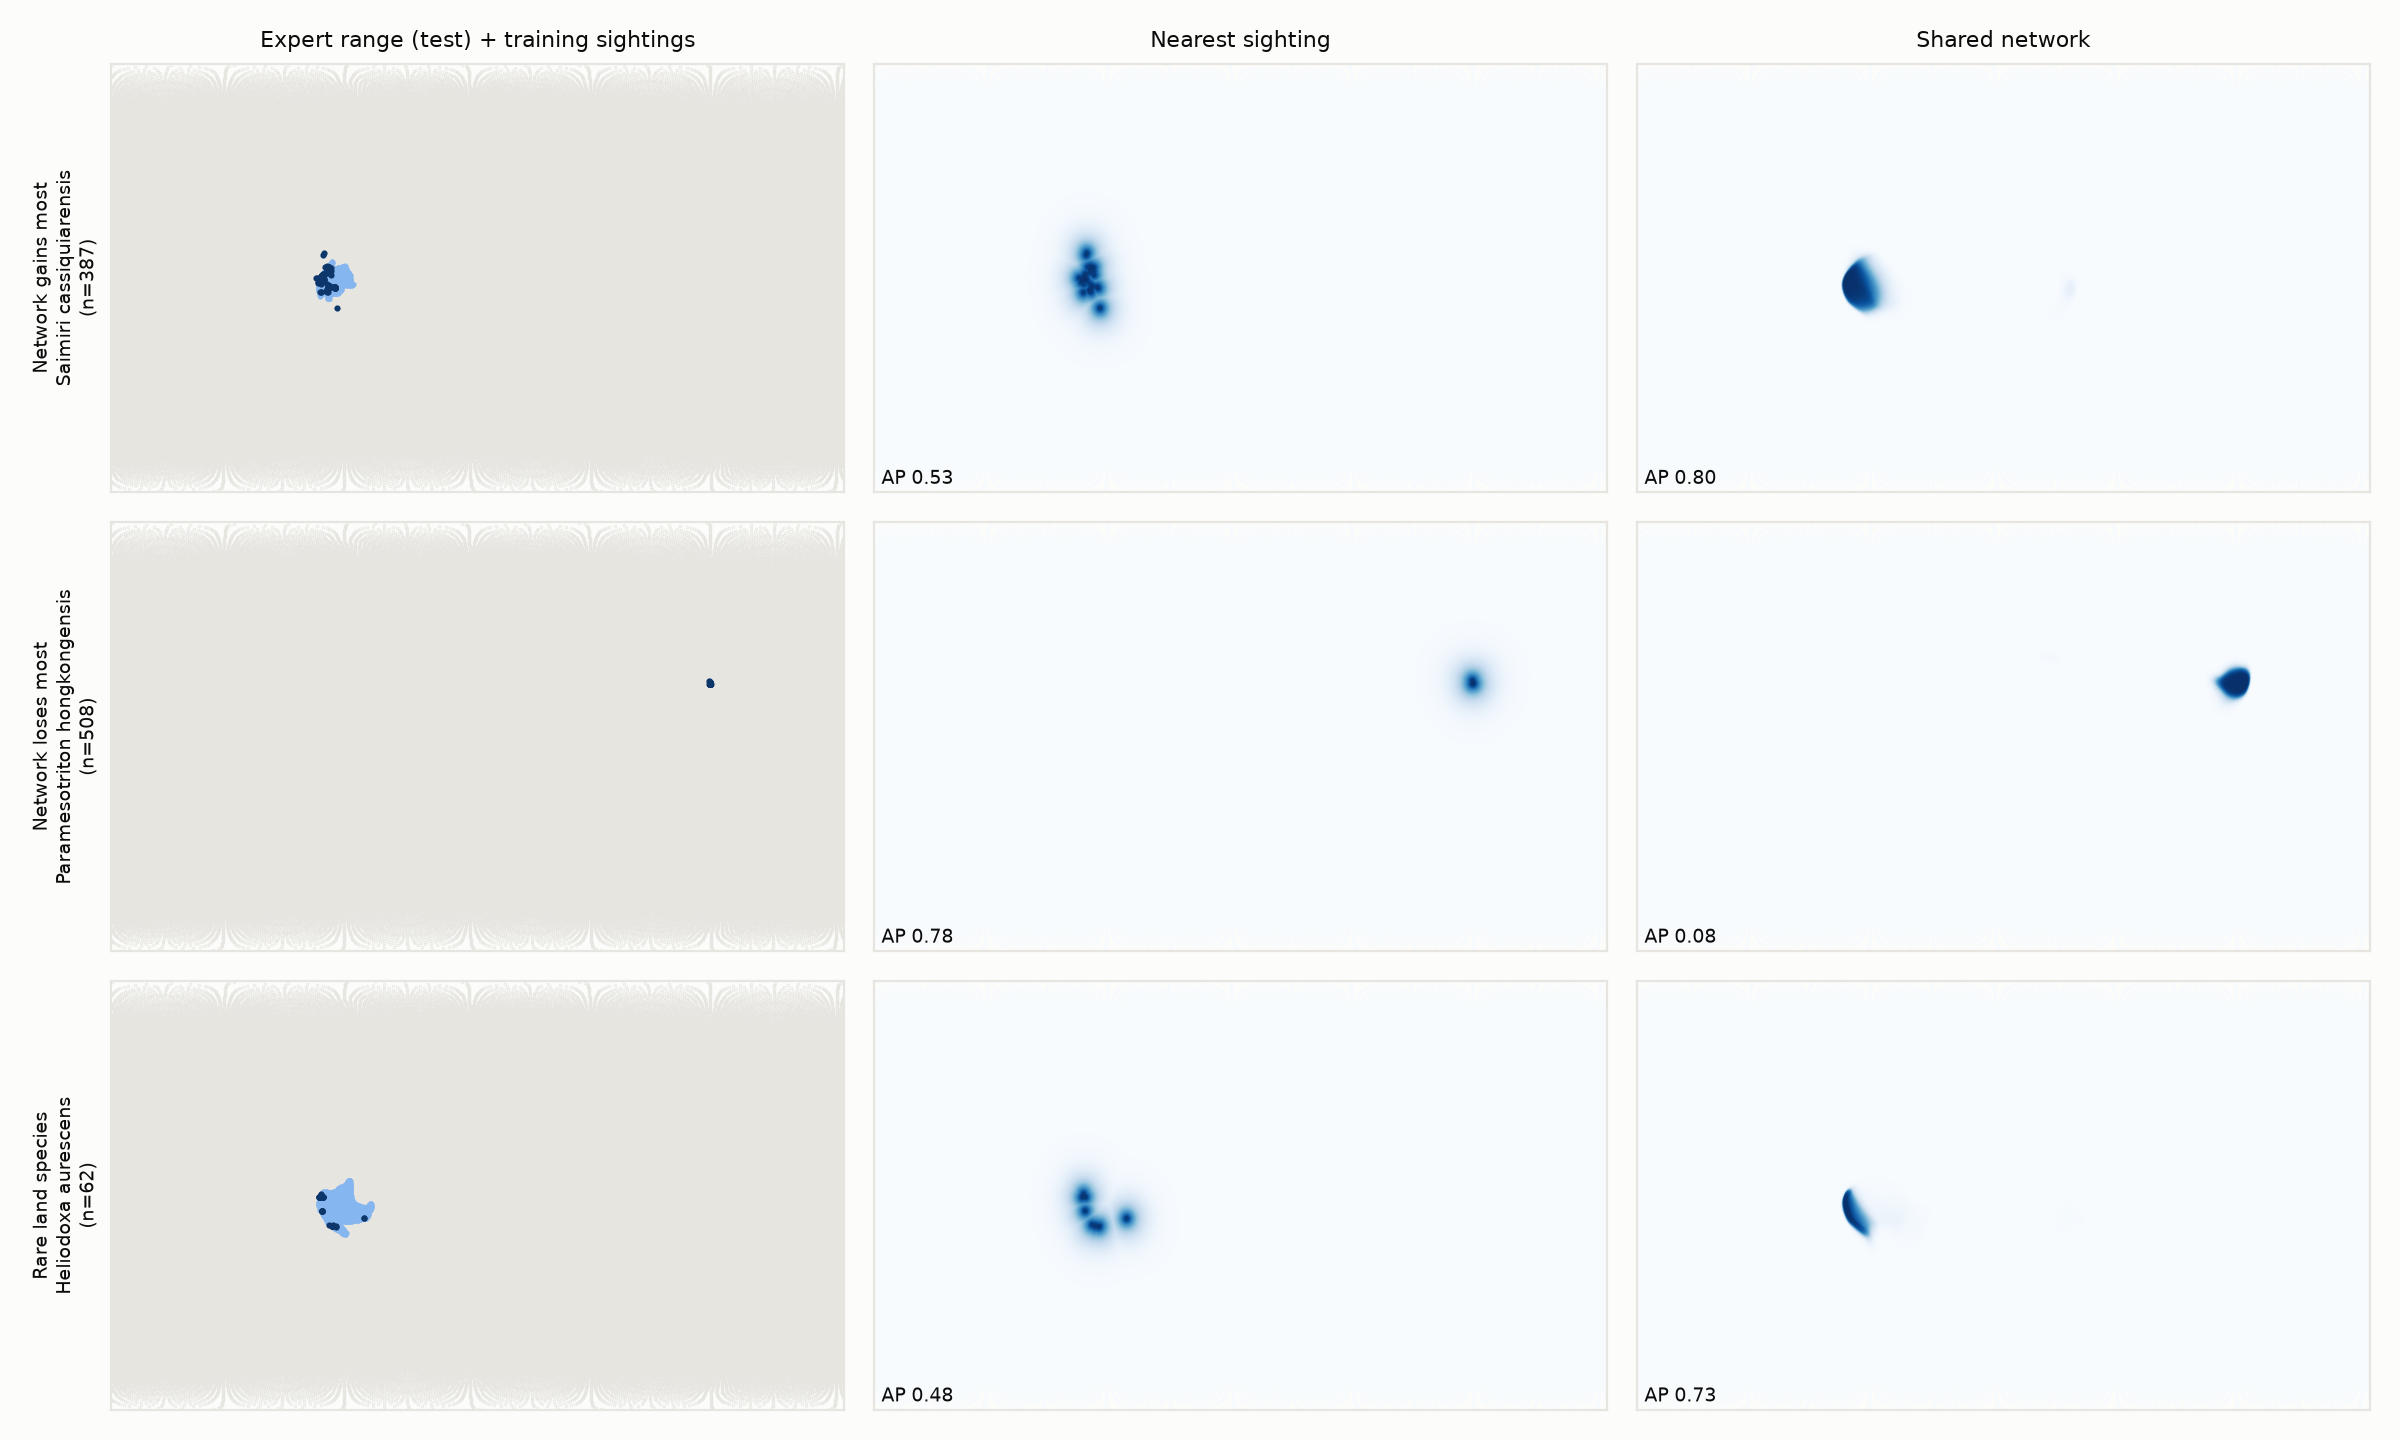 Expert range (test) + training sightings
Nearest sighting
Shared network
Network gains most
Saimiri cassiquiarensis
(n=387)
AP 0.53
AP 0.80
Network loses most
Paramesotriton hongkongensis
(n=508)
AP 0.78
AP 0.08
Rare land species
Heliodoxa aurescens
(n=62)
AP 0.48
AP 0.73